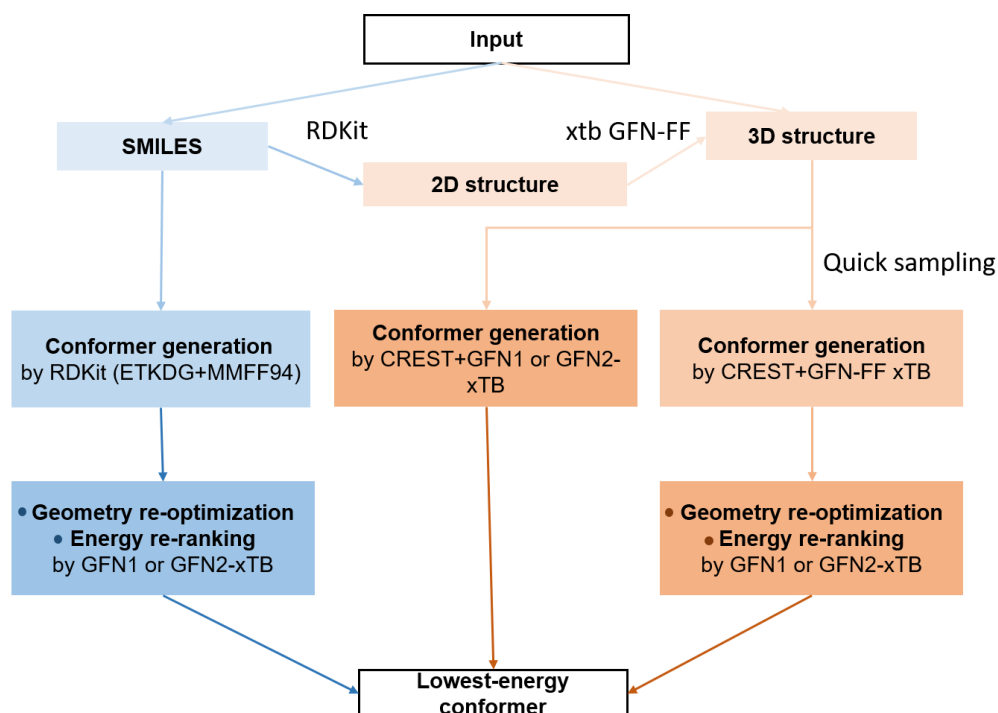 Input
SMILES
RDKit
2D structure
xtb GFN-FF
3D structure
Quick sampling
Conformer generation
by RDKit (ETKDG+MMFF94)
Conformer generation
by CREST+GFN1 or GFN2-
xTB
Conformer generation
by CREST+GFN-FF xTB
• Geometry re-optimization
• Energy re-ranking
by GFN1 or GFN2-xTB
• Geometry re-optimization
• Energy re-ranking
by GFN1 or GFN2-xTB
Lowest-energy
conformer